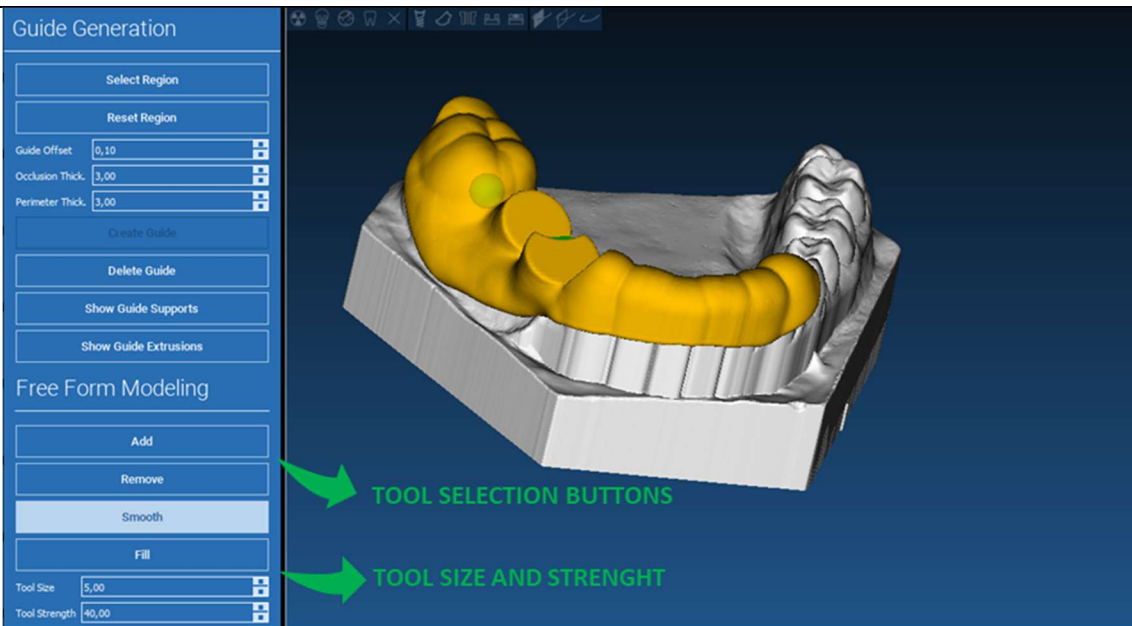 Guide Generation
Select Region
Reset Region
Guide Offset 0,10
Occlusion Thick. 3,00
Perimeter Thick. 3,00
Create Guide
Delete Guide
Show Guide Supports
Show Guide Extrusions
Free Form Modeling
Add
Remove
TOOL SELECTION BUTTONS
Smooth
Fill
TOOL SIZE AND STRENGHT
Tool Size 5,00
Tool Strength 40,00